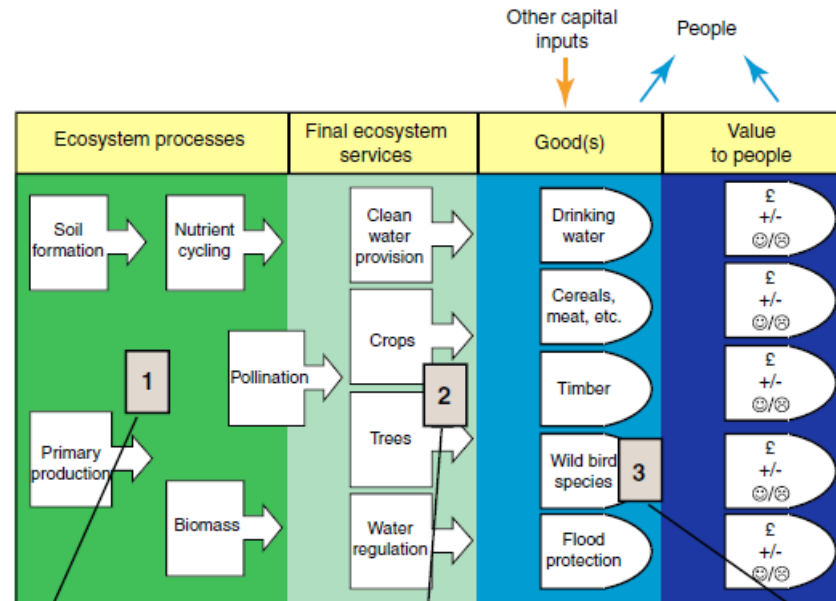 Other capital
inputs
People
Ecosystem processes
Final ecosystem
services
Good(s)
Value
to people
Soil
formation
Nutrient
cycling
Clean
water
provision
Drinking
water
£
+/-
☺/☹
Cereals,
meat, etc.
£
+/-
☺/☹
Crops
1
Pollination
2
Timber
£
+/-
☺/☹
Primary
production
Trees
Wild bird
species
3
£
+/-
☺/☹
Biomass
Water
regulation
Flood
protection
£
+/-
☺/☹